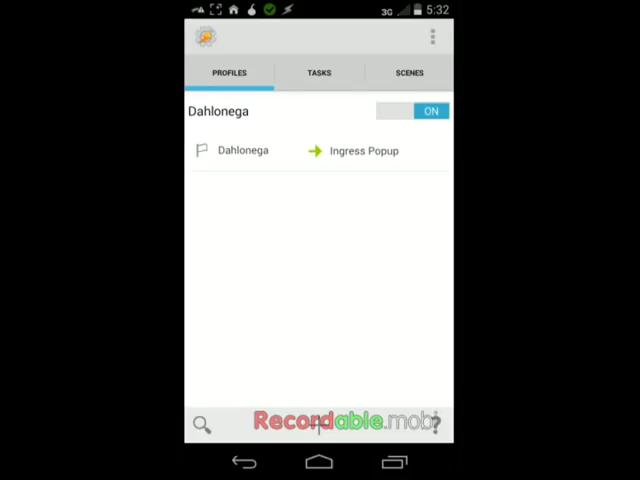 3G 5:32
PROFILES TASKS SCENES
Dahlonega ON
Dahlonega Ingress Popup
Recordable.mobi
?